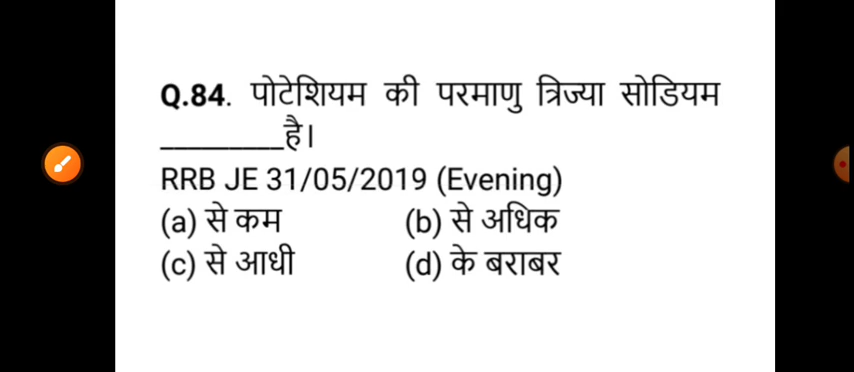 Q.84. पोटेशियम की परमाणु त्रिज्या सोडियम
________है।
RRB JE 31/05/2019 (Evening)
(a) से कम (b) से अधिक
(c) से आधी (d) के बराबर